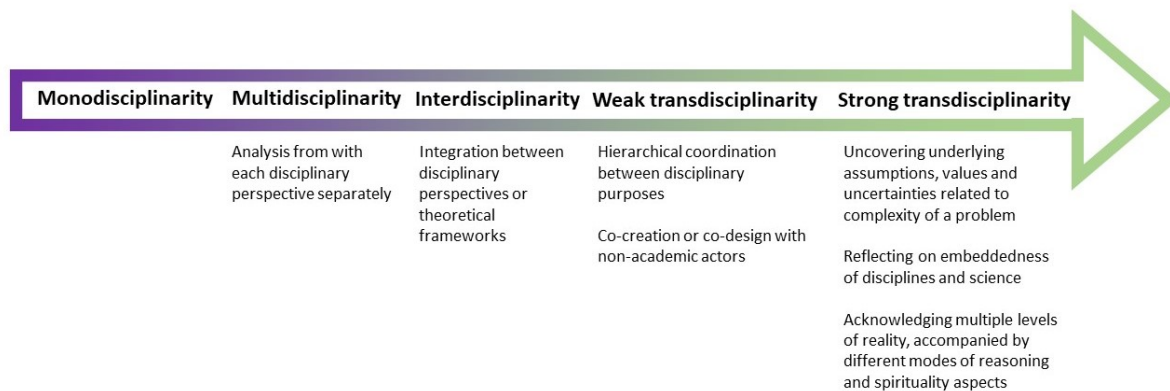 Monodisciplinarity
Multidisciplinarity
Interdisciplinarity
Weak transdisciplinarity
Strong transdisciplinarity
Analysis from with
each disciplinary
perspective separately
Integration between
disciplinary
perspectives or
theoretical
frameworks
Hierarchical coordination
between disciplinary
purposes
Co-creation or co-design with
non-academic actors
Uncovering underlying
assumptions, values and
uncertainties related to
complexity of a problem
Reflecting on embeddedness
of disciplines and science
Acknowledging multiple levels
of reality, accompanied by
different modes of reasoning
and spirituality aspects